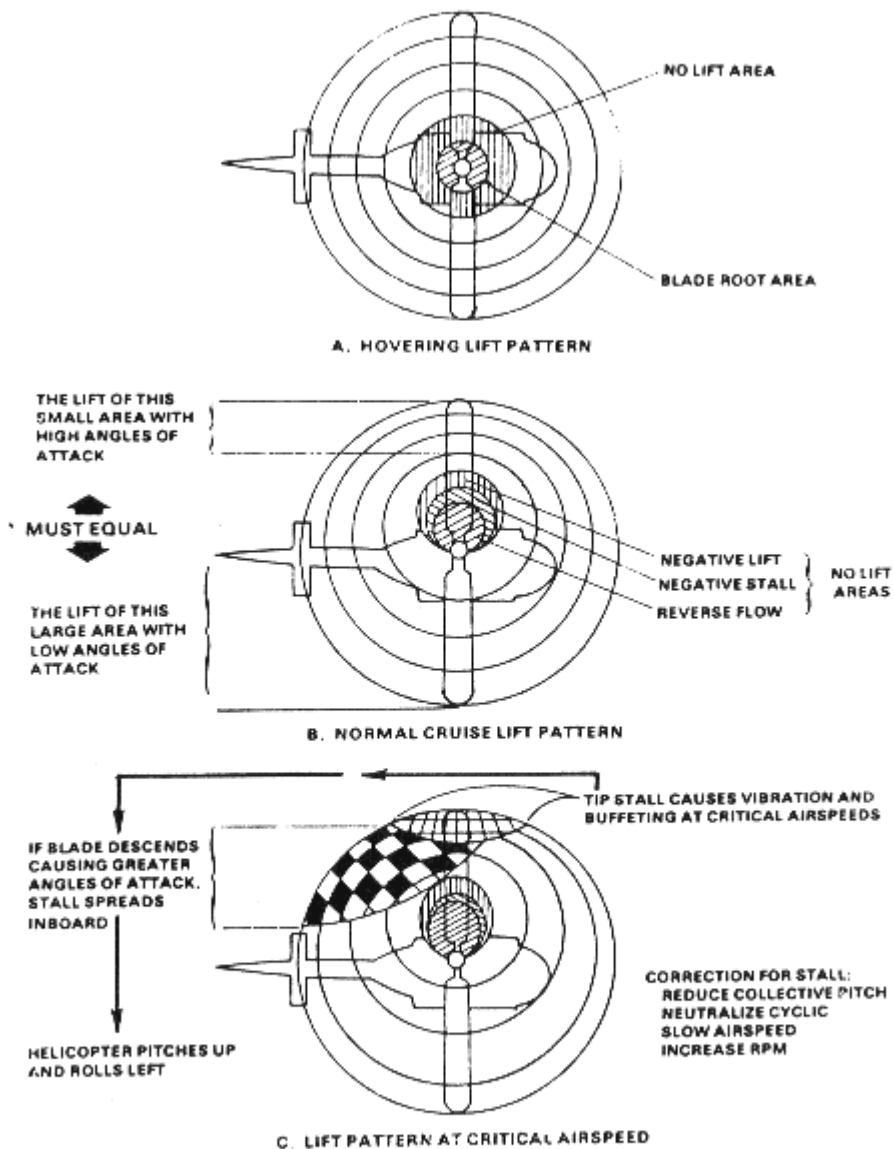 NO LIFT AREA
BLADE ROOT AREA
A. HOVERING LIFT PATTERN
THE LIFT OF THIS
SMALL AREA WITH
HIGH ANGLES OF
ATTACK
MUST EQUAL
THE LIFT OF THIS
LARGE AREA WITH
LOW ANGLES OF
ATTACK
NEGATIVE LIFT
NEGATIVE STALL
REVERSE FLOW
NO LIFT
AREAS
B. NORMAL CRUISE LIFT PATTERN
TIP STALL CAUSES VIBRATION AND
BUFFETING AT CRITICAL AIRSPEEDS
IF BLADE DESCENDS
CAUSING GREATER
ANGLES OF ATTACK,
STALL SPREADS
INBOARD
HELICOPTER PITCHES UP
AND ROLLS LEFT
CORRECTION FOR STALL:
REDUCE COLLECTIVE PITCH
NEUTRALIZE CYCLIC
SLOW AIRSPEED
INCREASE RPM
C. LIFT PATTERN AT CRITICAL AIRSPEED